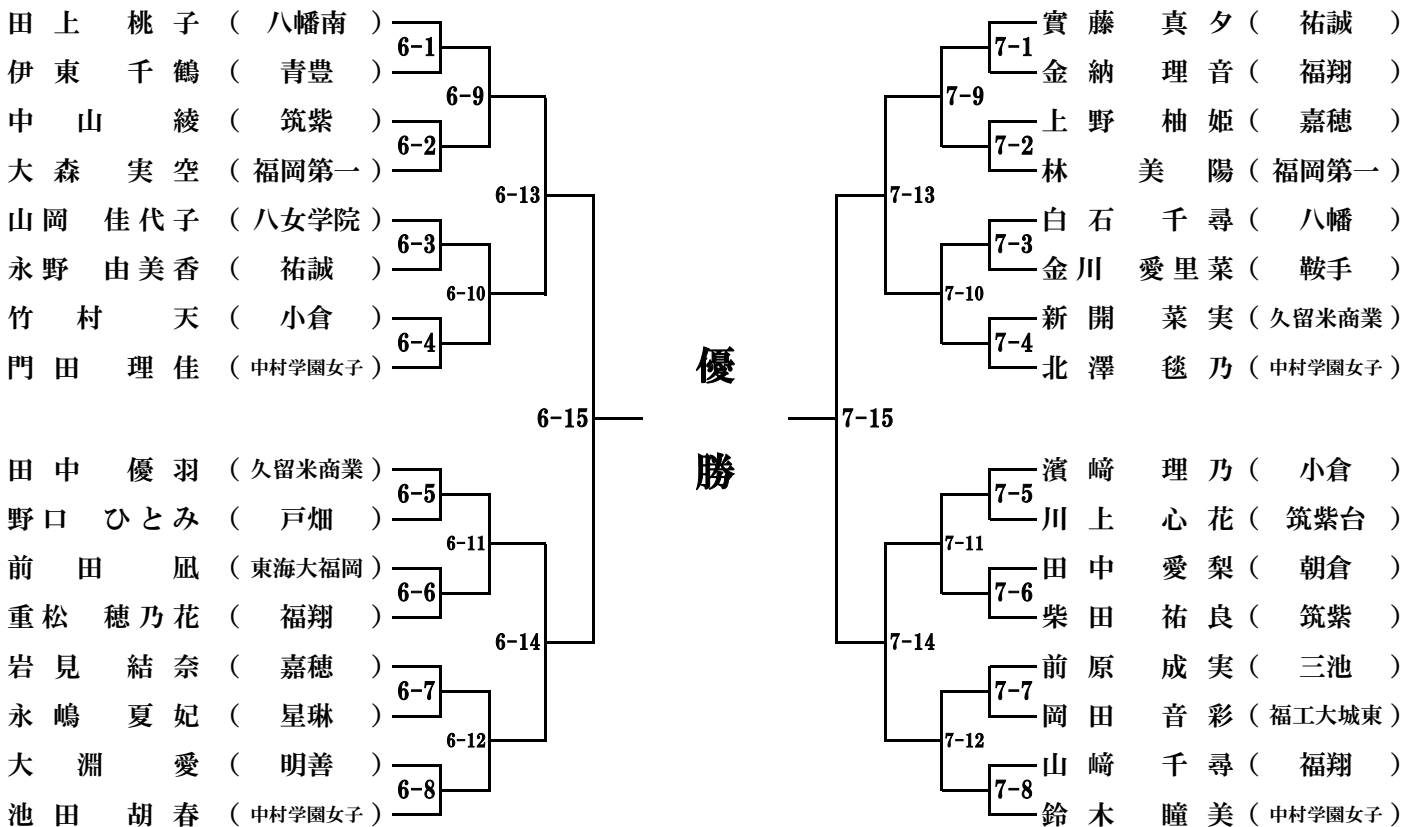 田上 桃子 （ 八幡南 ）
6-1
伊東 千鶴 （ 青豊 ）
6-9
中山 綾 （ 筑紫 ）
6-2
大森 実空 （ 福岡第一 ）
6-13
山岡 佳代子 （ 八女学院 ）
6-3
永野 由美香 （ 祐誠 ）
6-10
竹村 天 （ 小倉 ）
6-4
門田 理佳 （ 中村学園女子 ）
6-15
田中 優羽 （ 久留米商業 ）
6-5
野口 ひとみ （ 戸畑 ）
6-11
前田 凪 （ 東海大福岡 ）
6-6
重松 穂乃花 （ 福翔 ）
6-14
岩見 結奈 （ 嘉穂 ）
6-7
永嶋 夏妃 （ 星琳 ）
6-12
大淵 愛 （ 明善 ）
6-8
池田 胡春 （ 中村学園女子 ）
優
勝
實藤 真夕 （ 祐誠 ）
7-1
金納 理音 （ 福翔 ）
7-9
上野 柚姫 （ 嘉穂 ）
7-2
林 美陽 （ 福岡第一 ）
7-13
白石 千尋 （ 八幡 ）
7-3
金川 愛里菜 （ 鞍手 ）
7-10
新開 菜実 （ 久留米商業 ）
7-4
北澤 毬乃 （ 中村学園女子 ）
7-15
濱﨑 理乃 （ 小倉 ）
7-5
川上 心花 （ 筑紫台 ）
7-11
田中 愛梨 （ 朝倉 ）
7-6
柴田 祐良 （ 筑紫 ）
7-14
前原 成実 （ 三池 ）
7-7
岡田 音彩 （ 福工大城東 ）
7-12
山﨑 千尋 （ 福翔 ）
7-8
鈴木 瞳美 （ 中村学園女子 ）